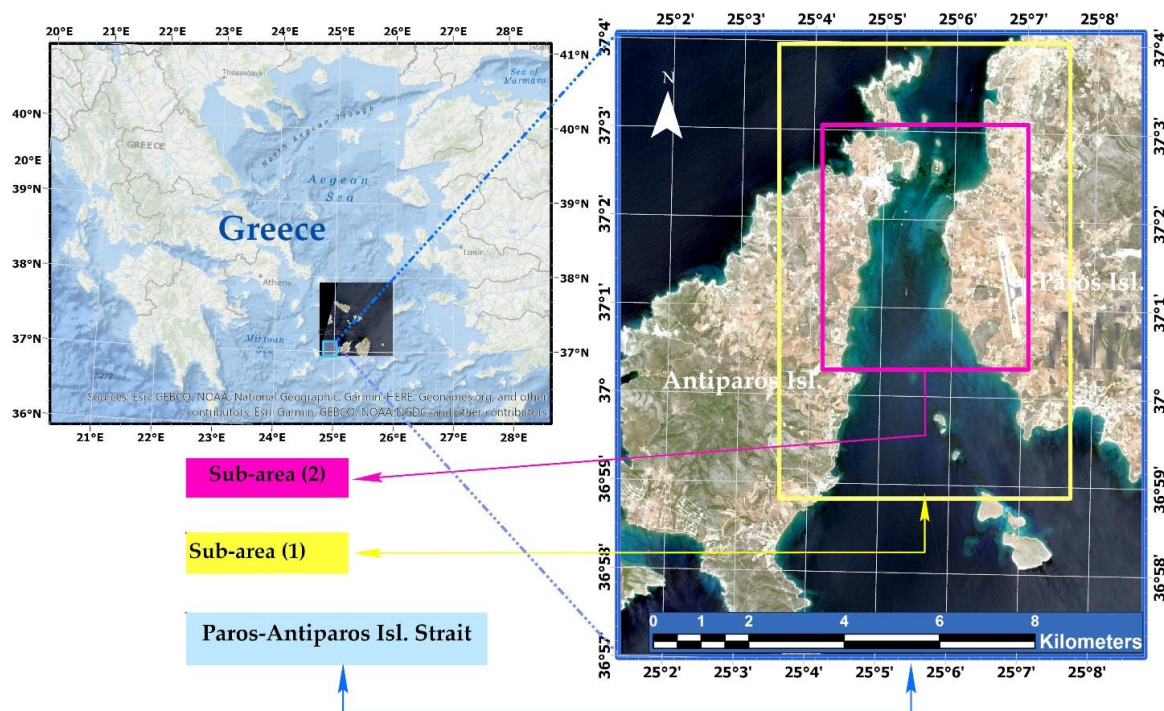 20°E 21°E 22°E 23°E 24°E 25°E 26°E 27°E 28°E
41°N
40°N
39°N
38°N
37°N
40°N
20°E
39°N
38°N
37°N
36°N
21°E 22°E 23°E 24°E 25°E 26°E 27°E 28°E
Thessaloniki
Sea of
Marmara
North Aegean Trough
GREECE
Aegean
Sea
Greece
Izmir
Athens
Mirtoan
Sea
Sources: Esri, GEBCO, NOAA, National Geographic, Garmin, HERE, Geonames.org, and other
contributors, Esri, Garmin, GEBCO, NOAA NGDC, and other contributors
Sub-area (2)
Sub-area (1)
Paros-Antiparos Isl. Strait
25°2' 25°3' 25°4' 25°5' 25°6' 25°7' 25°8'
37°4'
37°3'
37°2'
37°1'
37°
36°59'
36°58'
36°57'
37°4'
37°3'
37°2'
37°1'
37°
36°59'
36°58'
N
Paros Isl.
Antiparos Isl.
0 1 2 4 6 8
Kilometers
25°2' 25°3' 25°4' 25°5' 25°6' 25°7' 25°8'